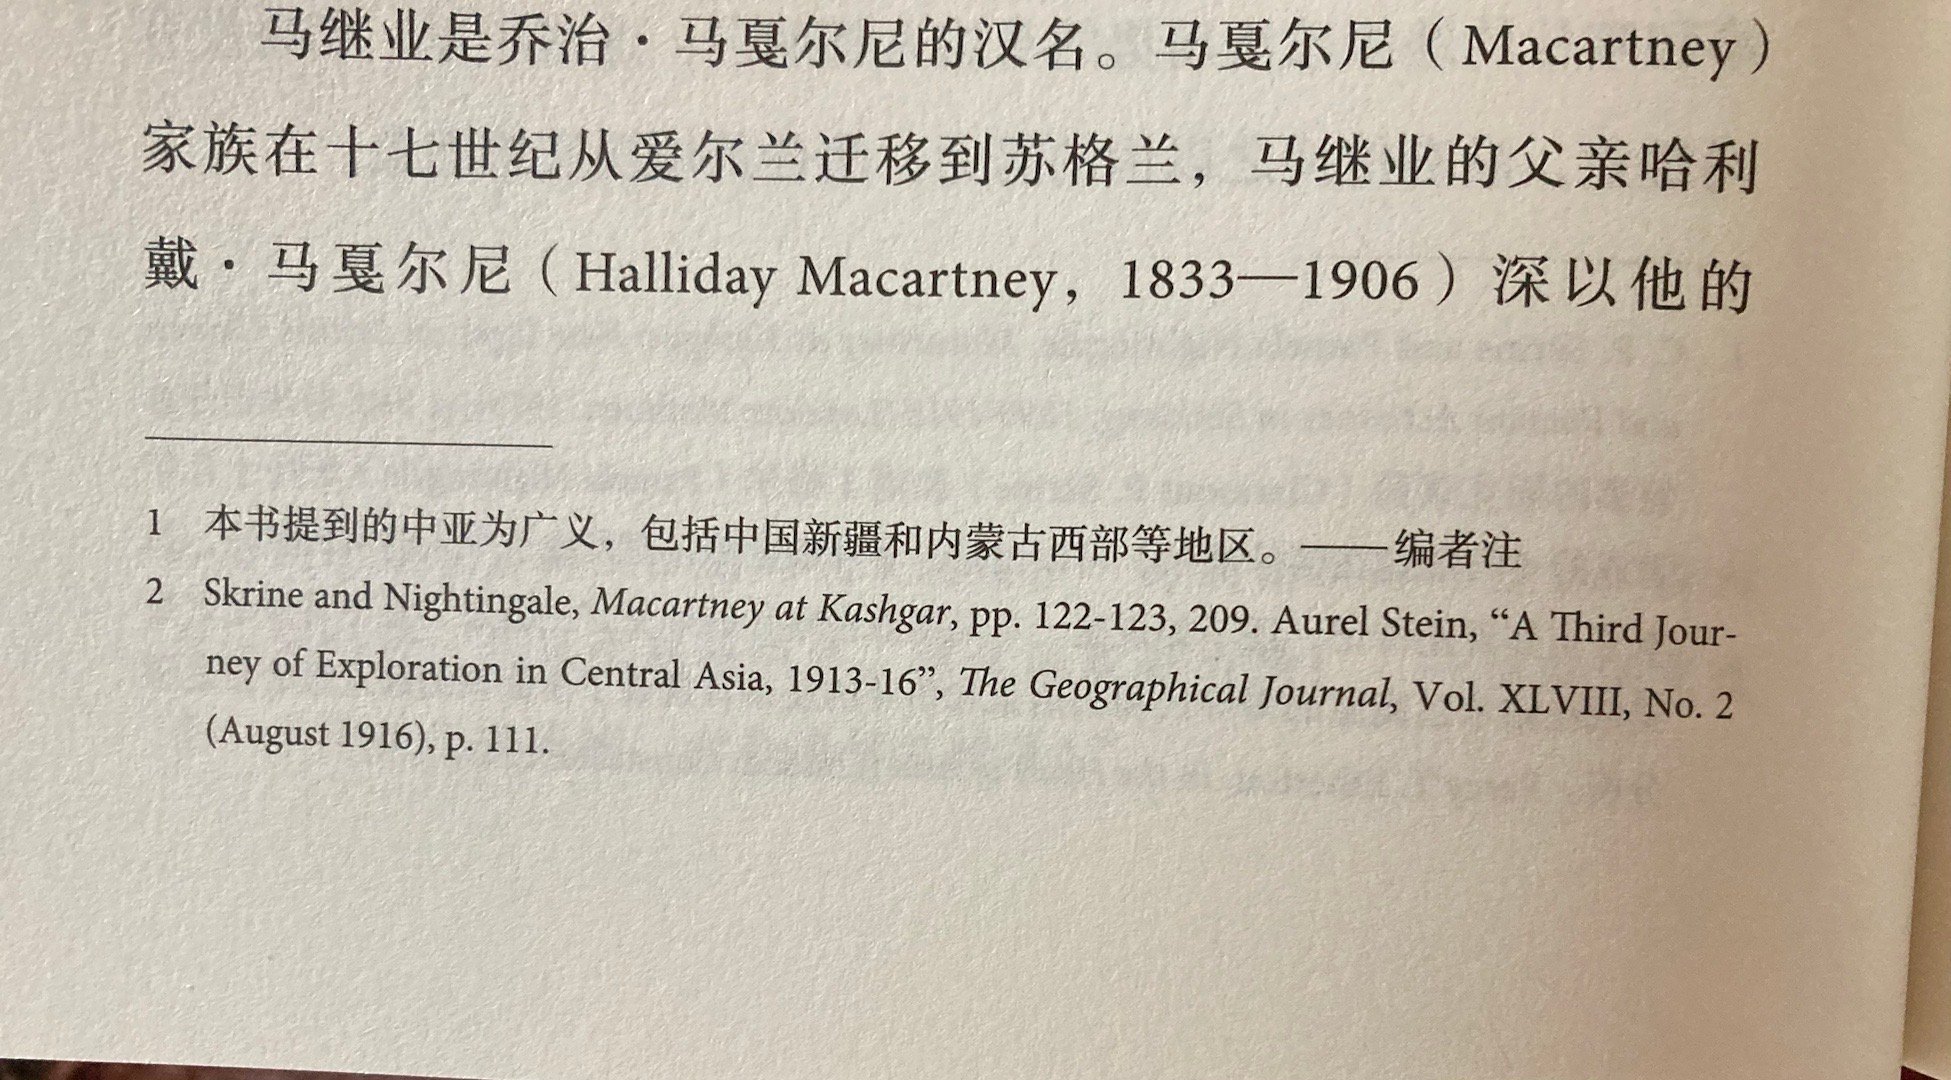 马继业是乔治·马戛尔尼的汉名。马戛尔尼（Macartney）
家族在十七世纪从爱尔兰迁移到苏格兰，马继业的父亲哈利
戴·马戛尔尼（Halliday Macartney，1833—1906）深以他的
1 本书提到的中亚为广义，包括中国新疆和内蒙古西部等地区。——编者注
2 Skrine and Nightingale, Macartney at Kashgar, pp. 122-123, 209. Aurel Stein, “A Third Jour-
ney of Exploration in Central Asia, 1913-16”, The Geographical Journal, Vol. XLVIII, No. 2
(August 1916), p. 111.